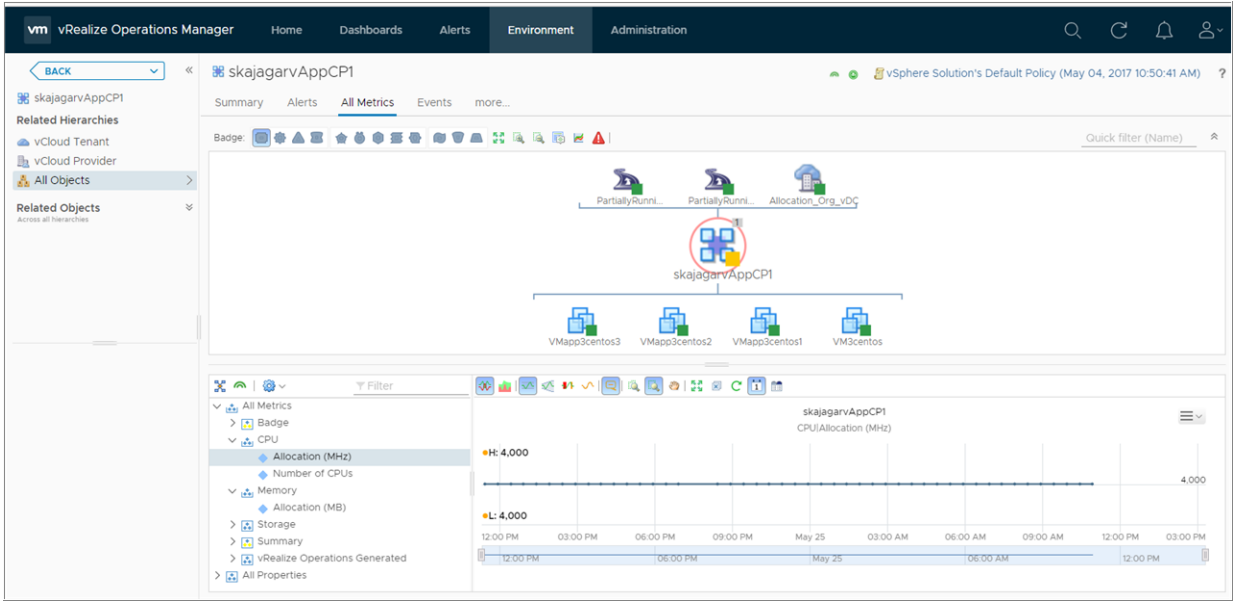 vm vRealize Operations Manager Home Dashboards Alerts Environment Administration
BACK
skajagarvAppCP1
Related Hierarchies
vCloud Tenant
vCloud Provider
All Objects
Related Objects
Across all hierarchies
skajagarvAppCP1
vSphere Solution's Default Policy (May 04, 2017 10:50:41 AM) ?
Summary Alerts All Metrics Events more...
Badge: Quick filter (Name)
PartiallyRunni... PartiallyRunni... Allocation_Org_vDC
1
skajagarvAppCP1
VMapp3centos3 VMapp3centos2 VMapp3centos1 VM3centos
Filter
All Metrics
Badge
CPU
Allocation (MHz)
Number of CPUs
Memory
Allocation (MB)
Storage
Summary
vRealize Operations Generated
All Properties
skajagarvAppCP1
CPU|Allocation (MHz)
H: 4,000
4,000
L: 4,000
12:00 PM 03:00 PM 06:00 PM 09:00 PM May 25 03:00 AM 06:00 AM 09:00 AM 12:00 PM 03:00 PM
12:00 PM 06:00 PM May 25 06:00 AM 12:00 PM